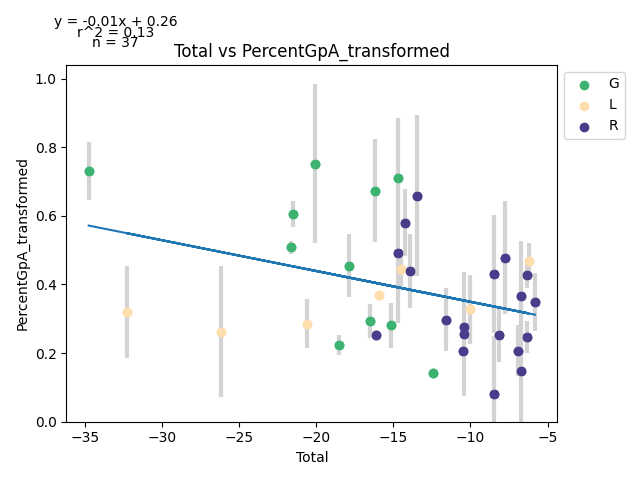 y = -0.01x + 0.26
r^2 = 0.13
n = 37
Total vs PercentGpA_transformed
G
L
R
PercentGpA_transformed
1.0
0.8
0.6
0.4
0.2
0.0
−35
−30
−25
−20
−15
−10
−5
Total